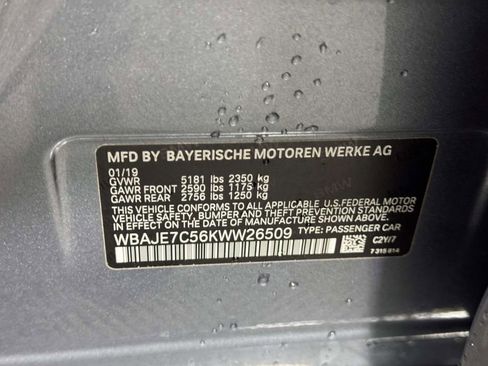 MFD BY BAYERISCHE MOTOREN WERKE AG
01/19
GVWR 5181 lbs 2350 kg
GAWR FRONT 2590 lbs 1175 kg
GAWR REAR 2756 lbs 1250 kg
THIS VEHICLE CONFORMS TO ALL APPLICABLE U.S.FEDERAL MOTOR
VEHICLE SAFETY, BUMPER, AND THEFT PREVENTION STANDARDS
IN EFFECT ON THE DATE OF MANUFACTURE SHOWN ABOVE.
WBAJE7C56KWW26509 TYPE: PASSENGER CAR
C2Y/7
7 315 814